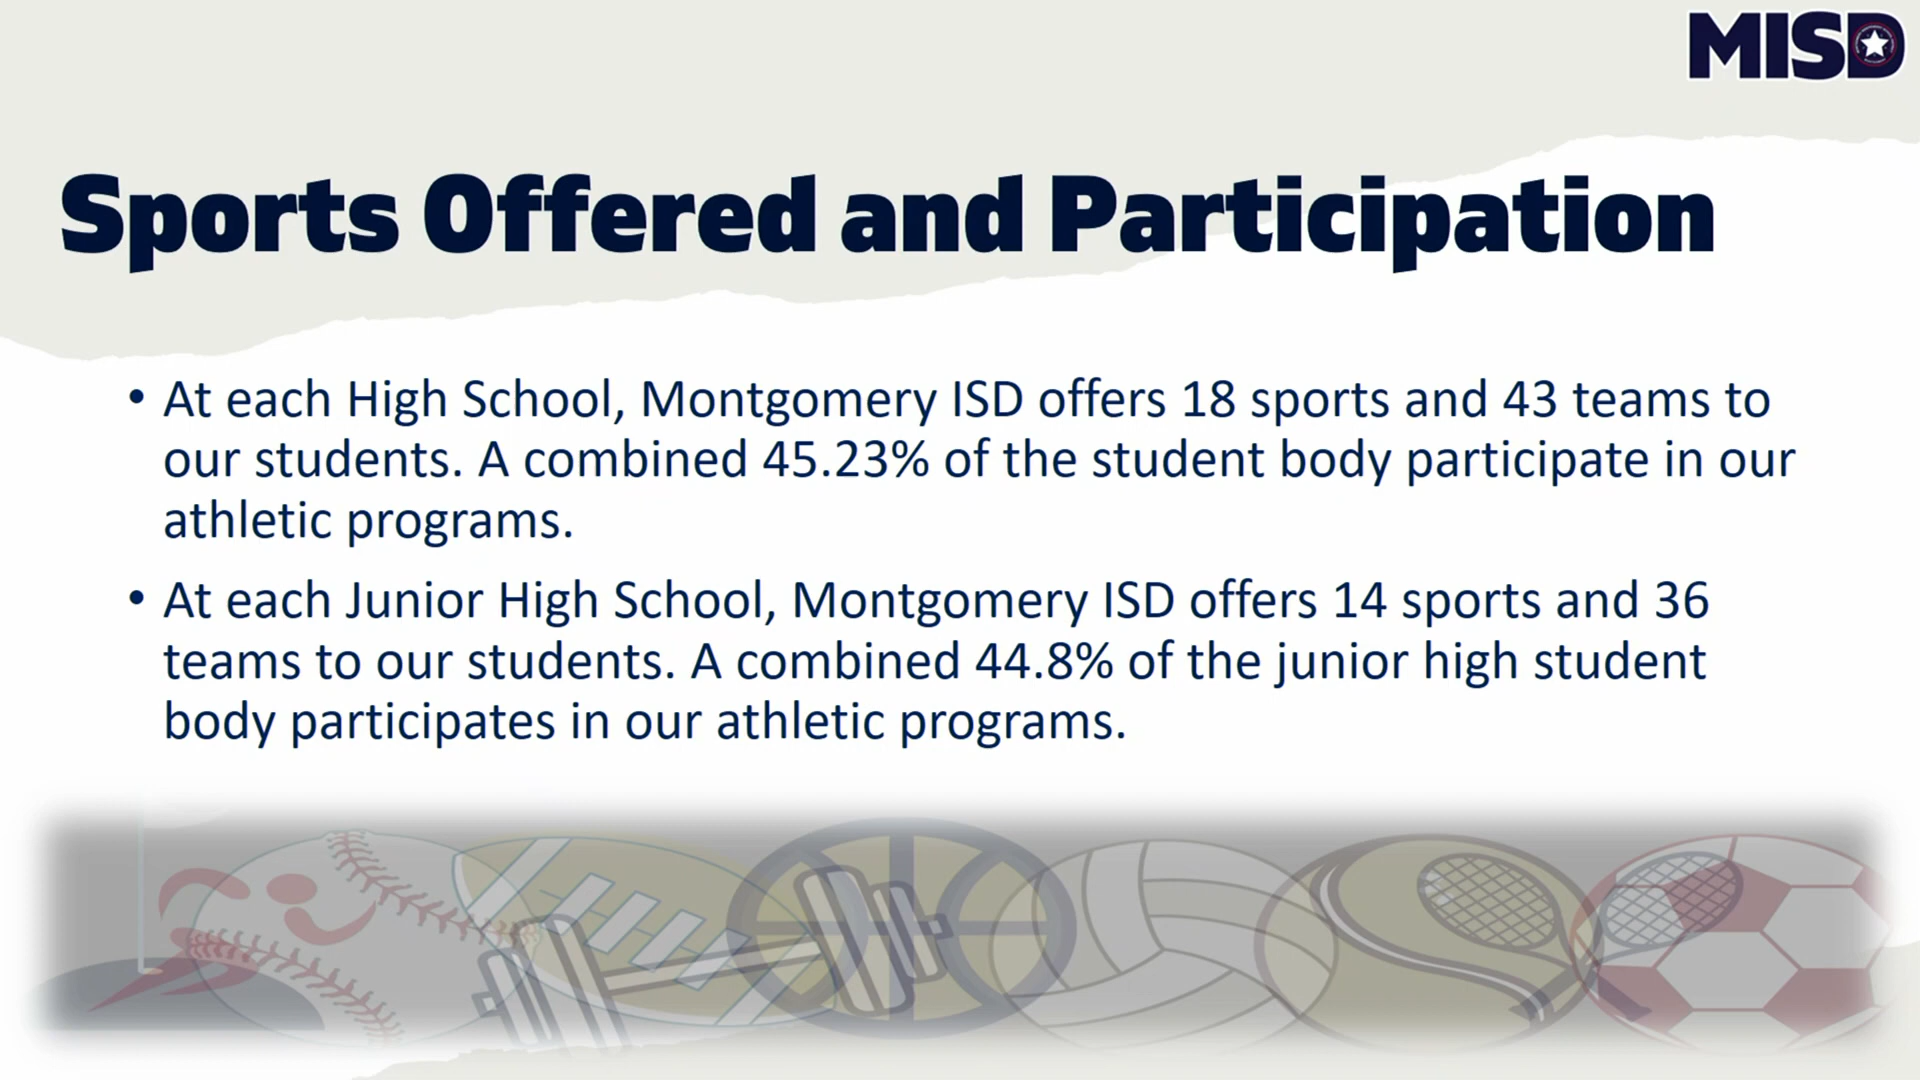 MISD
Sports Offered and Participation
• At each High School, Montgomery ISD offers 18 sports and 43 teams to
our students. A combined 45.23% of the student body participate in our
athletic programs.
• At each Junior High School, Montgomery ISD offers 14 sports and 36
teams to our students. A combined 44.8% of the junior high student
body participates in our athletic programs.